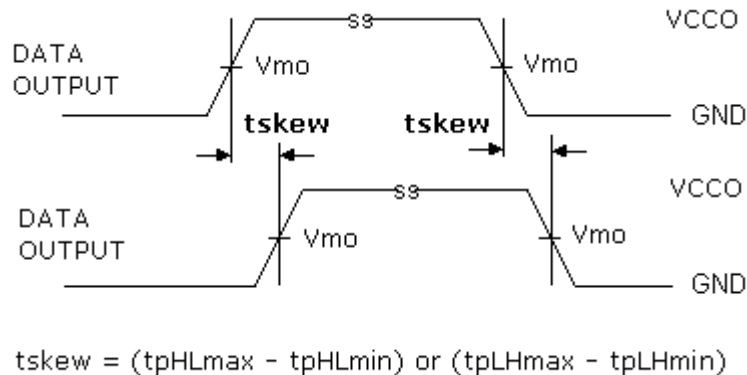 VCCO
DATA
OUTPUT
Vmo
Vmo
GND
tskew
tskew
VCCO
DATA
OUTPUT
Vmo
Vmo
GND
tskew = (tpHLmax - tpHLmin) or (tpLHmax - tpLHmin)